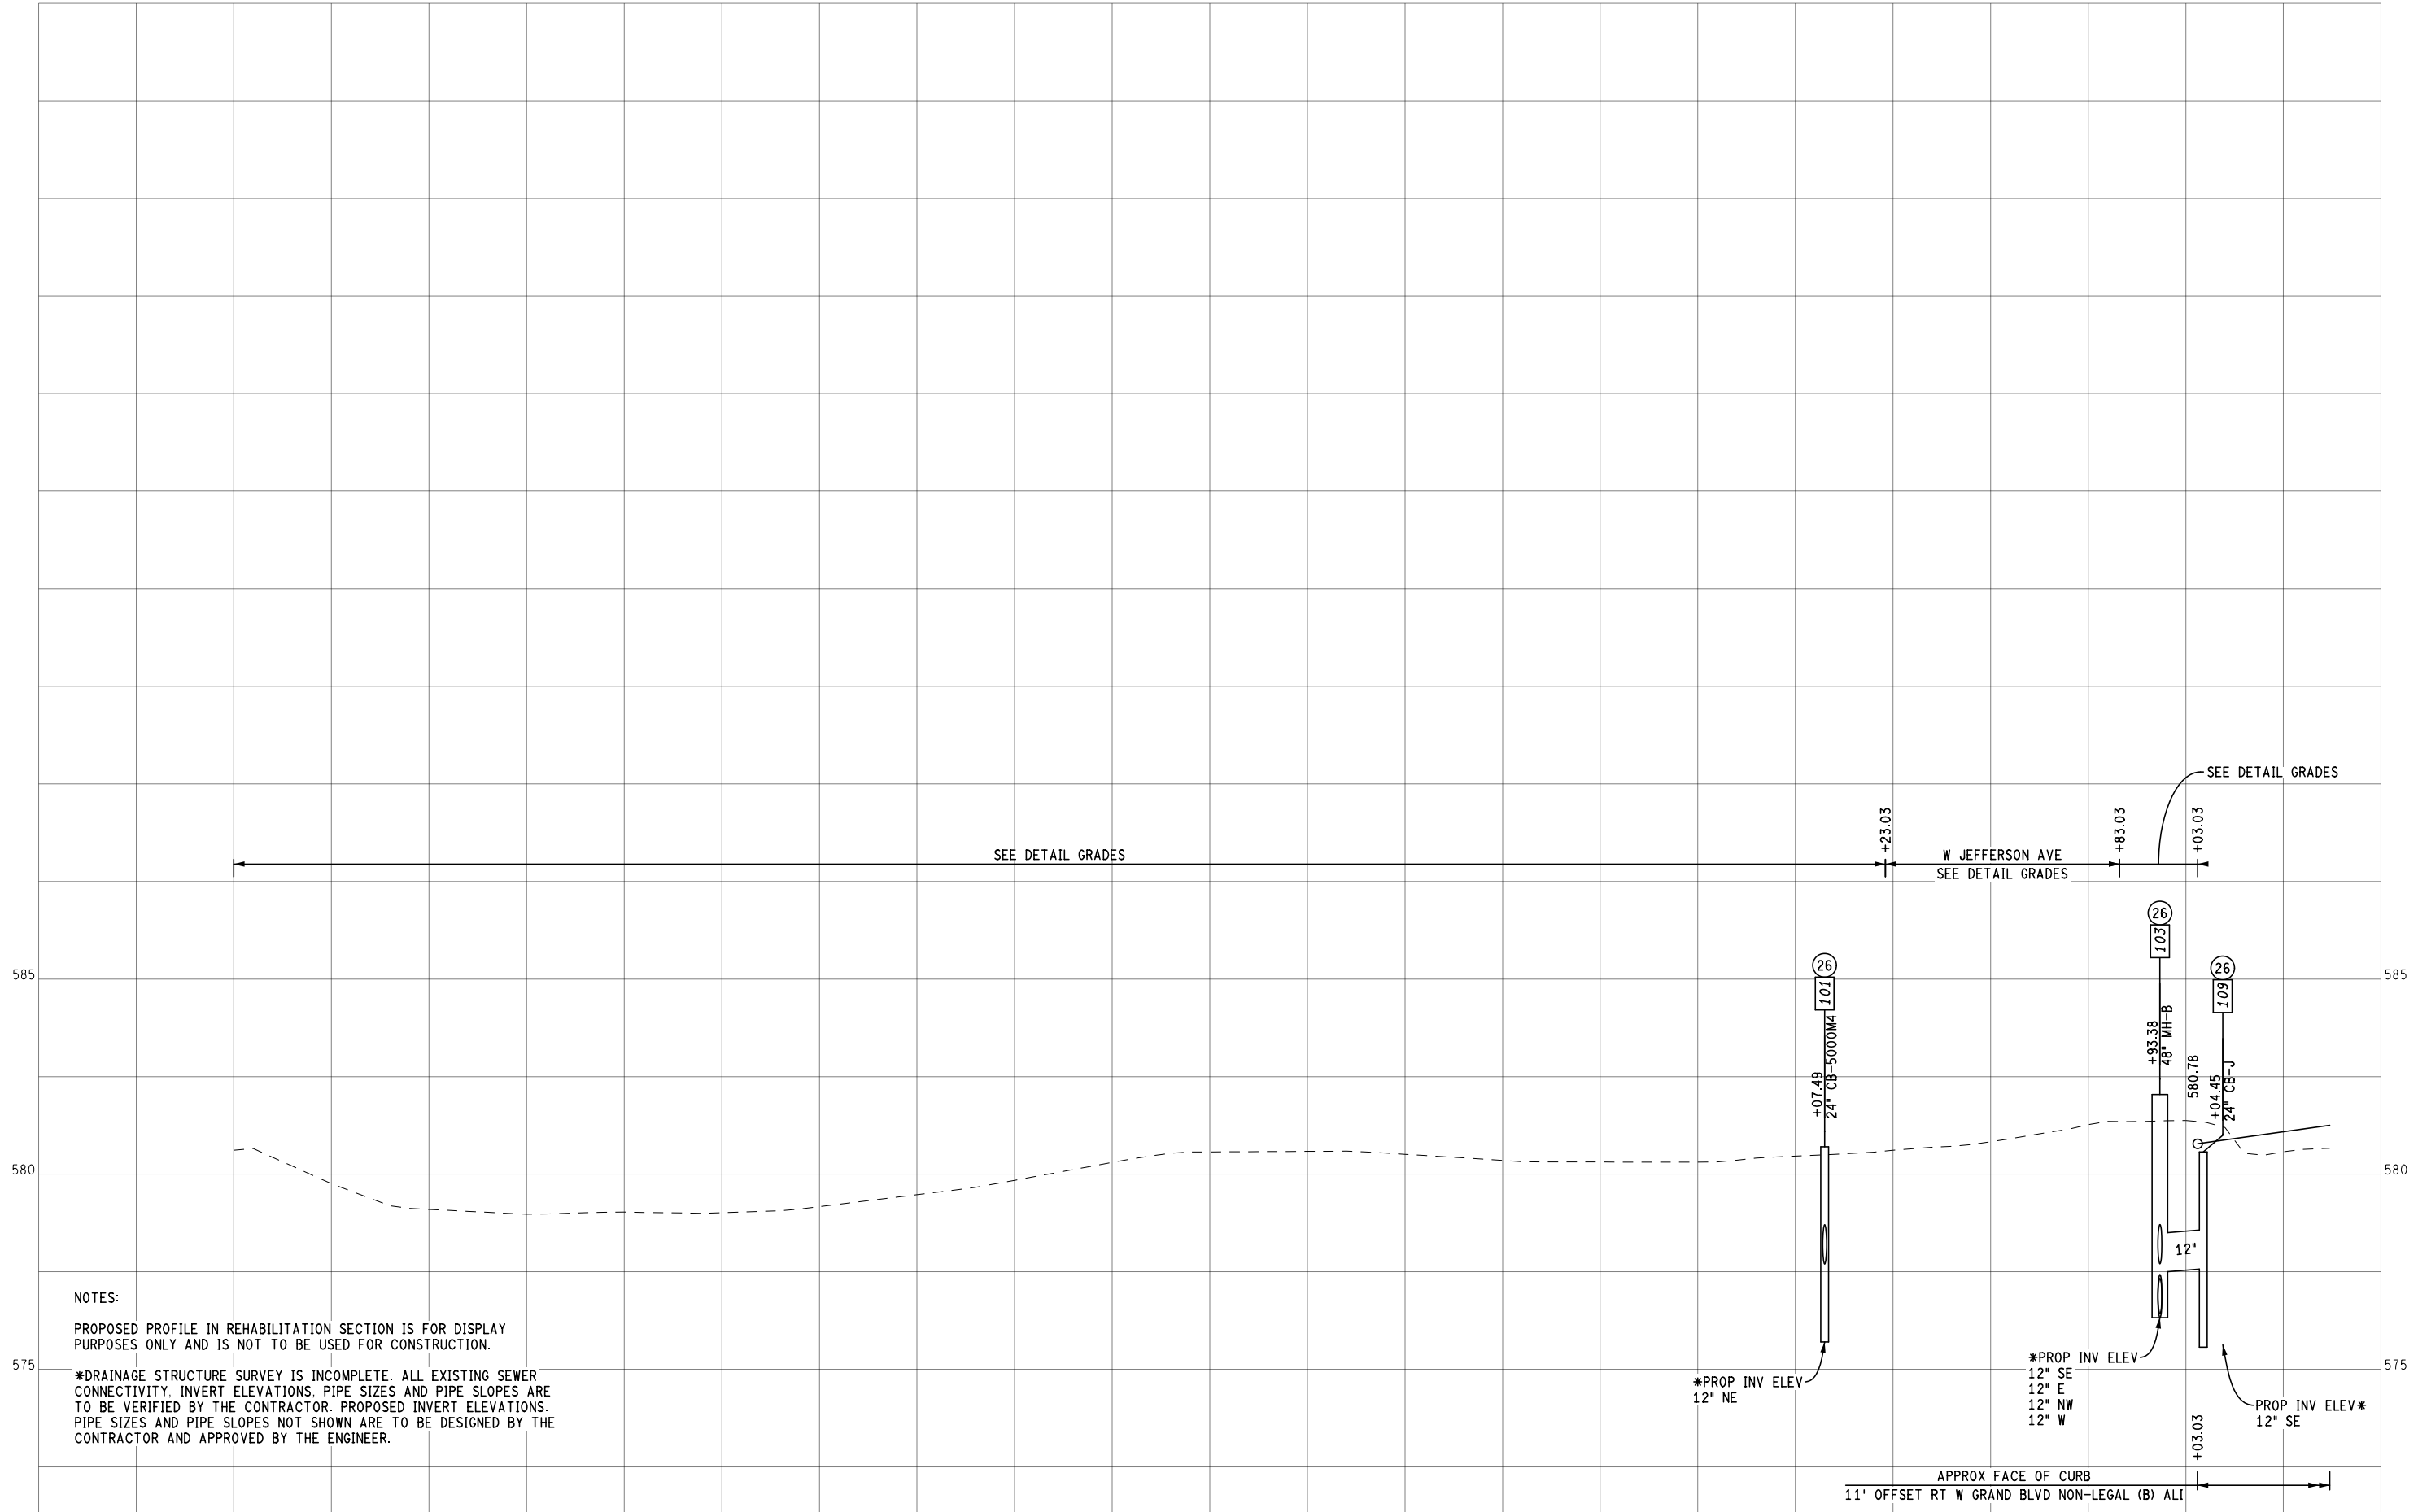 SEE DETAIL GRADES
+23.03
+83.03
+03.03
SEE DETAIL GRADES
W JEFFERSON AVE
SEE DETAIL GRADES
26
103
26
101
26
109
585
585
+07.49
24" CB-5000M4
+93.38
48" MH-B
580.78
+04.45
24" CB-J
580
580
12"
NOTES:
PROPOSED PROFILE IN REHABILITATION SECTION IS FOR DISPLAY
PURPOSES ONLY AND IS NOT TO BE USED FOR CONSTRUCTION.
*DRAINAGE STRUCTURE SURVEY IS INCOMPLETE. ALL EXISTING SEWER
CONNECTIVITY, INVERT ELEVATIONS, PIPE SIZES AND PIPE SLOPES ARE
TO BE VERIFIED BY THE CONTRACTOR. PROPOSED INVERT ELEVATIONS.
PIPE SIZES AND PIPE SLOPES NOT SHOWN ARE TO BE DESIGNED BY THE
CONTRACTOR AND APPROVED BY THE ENGINEER.
575
575
*PROP INV ELEV
12" NE
*PROP INV ELEV
12" SE
12" E
12" NW
12" W
PROP INV ELEV*
12" SE
+03.03
APPROX FACE OF CURB
11' OFFSET RT W GRAND BLVD NON-LEGAL (B) ALI